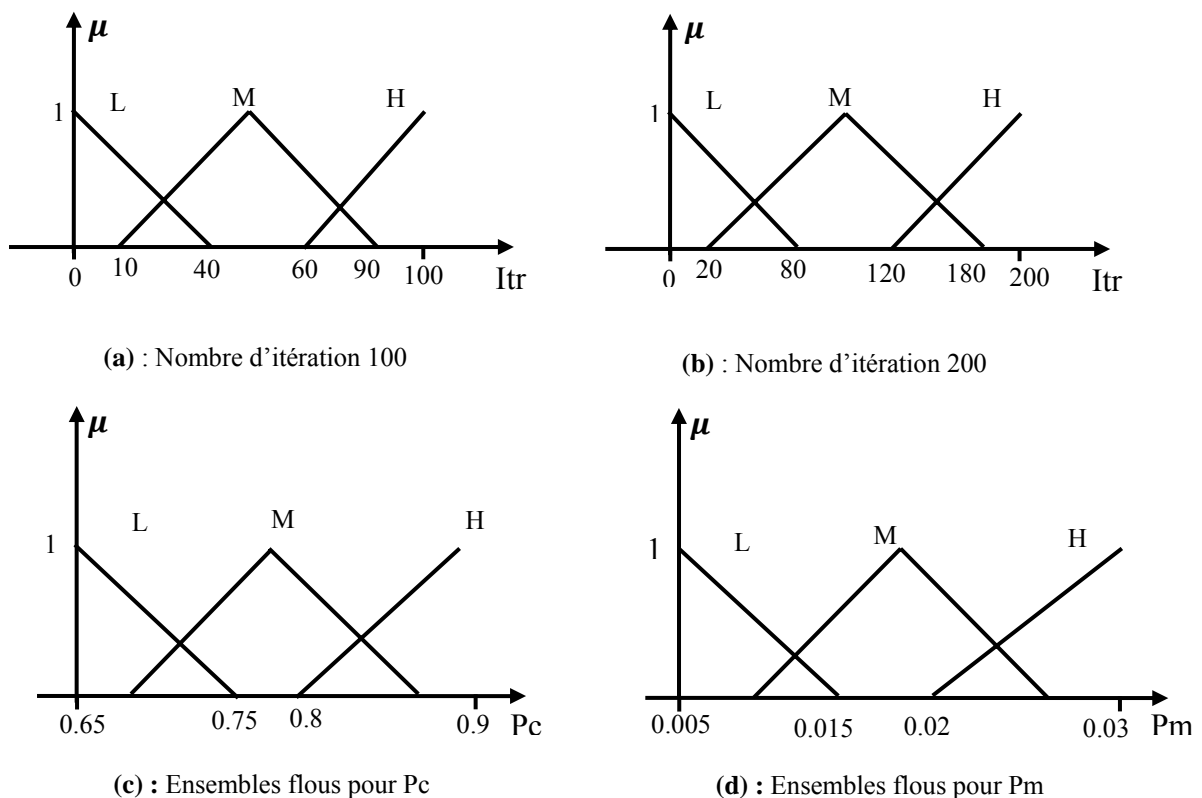 μ
1
L
M
H
0
10
40
60
90
100
Itr
(a) : Nombre d'itération 100
μ
1
L
M
H
0
20
80
120
180
200
Itr
(b) : Nombre d'itération 200
μ
1
L
M
H
0.65
0.75
0.8
0.9
Pc
(c) : Ensembles flous pour Pc
μ
1
L
M
H
0.005
0.015
0.02
0.03
Pm
(d) : Ensembles flous pour Pm